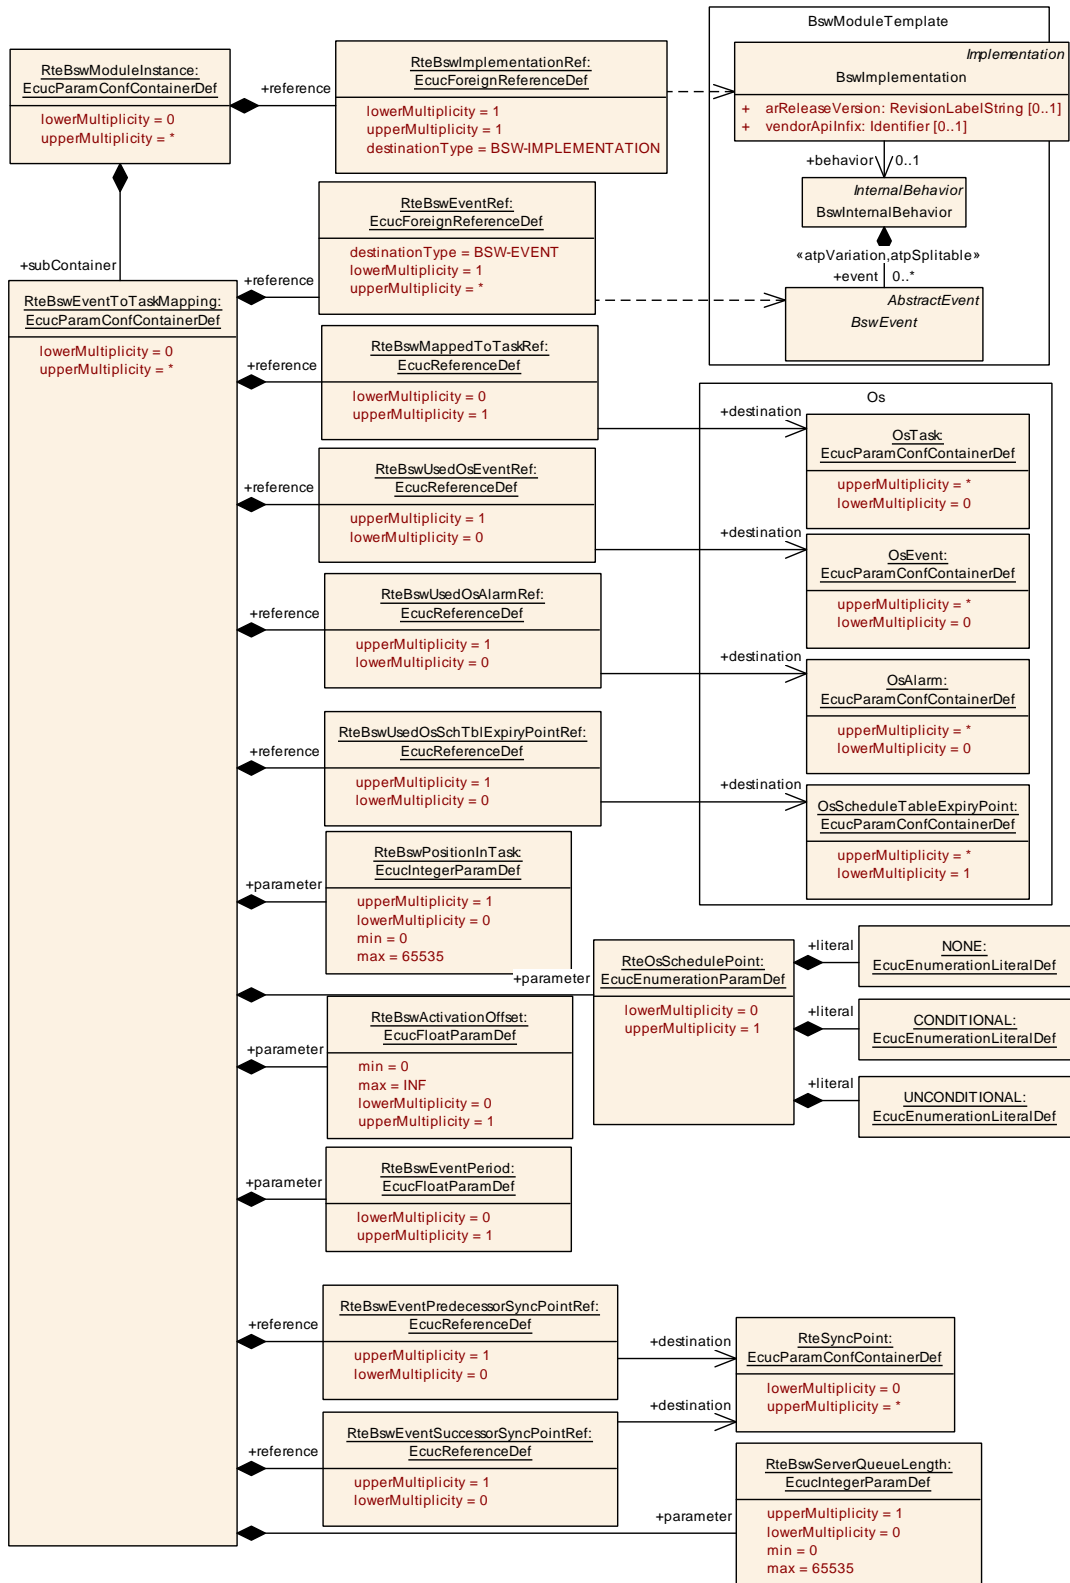 BswModuleTemplate
RteBswModuleInstance:
EcucParamConfContainerDef
lowerMultiplicity = 0
upperMultiplicity = *
+reference
RteBswImplementationRef:
EcucForeignReferenceDef
lowerMultiplicity = 1
upperMultiplicity = 1
destinationType = BSW-IMPLEMENTATION
Implementation
BswImplementation
+ arReleaseVersion: RevisionLabelString [0..1]
+ vendorApiInfix: Identifier [0..1]
+behavior 0..1
InternalBehavior
BswInternalBehavior
«atpVariation,atpSplitable»
+event 0..*
AbstractEvent
BswEvent
+subContainer
RteBswEventToTaskMapping:
EcucParamConfContainerDef
lowerMultiplicity = 0
upperMultiplicity = *
+reference
RteBswEventRef:
EcucForeignReferenceDef
destinationType = BSW-EVENT
lowerMultiplicity = 1
upperMultiplicity = *
+reference
RteBswMappedToTaskRef:
EcucReferenceDef
lowerMultiplicity = 0
upperMultiplicity = 1
Os
+destination
OsTask:
EcucParamConfContainerDef
upperMultiplicity = *
lowerMultiplicity = 0
+reference
RteBswUsedOsEventRef:
EcucReferenceDef
upperMultiplicity = 1
lowerMultiplicity = 0
+destination
OsEvent:
EcucParamConfContainerDef
upperMultiplicity = *
lowerMultiplicity = 0
+reference
RteBswUsedOsAlarmRef:
EcucReferenceDef
upperMultiplicity = 1
lowerMultiplicity = 0
+destination
OsAlarm:
EcucParamConfContainerDef
upperMultiplicity = *
lowerMultiplicity = 0
+reference
RteBswUsedOsSchTblExpiryPointRef:
EcucReferenceDef
upperMultiplicity = 1
lowerMultiplicity = 0
+destination
OsScheduleTableExpiryPoint:
EcucParamConfContainerDef
upperMultiplicity = *
lowerMultiplicity = 1
+parameter
RteBswPositionInTask:
EcucIntegerParamDef
upperMultiplicity = 1
lowerMultiplicity = 0
min = 0
max = 65535
+parameter
RteOsSchedulePoint:
EcucEnumerationParamDef
lowerMultiplicity = 0
upperMultiplicity = 1
+literal
NONE:
EcucEnumerationLiteralDef
+literal
CONDITIONAL:
EcucEnumerationLiteralDef
+literal
UNCONDITIONAL:
EcucEnumerationLiteralDef
+parameter
RteBswActivationOffset:
EcucFloatParamDef
min = 0
max = INF
lowerMultiplicity = 0
upperMultiplicity = 1
+parameter
RteBswEventPeriod:
EcucFloatParamDef
lowerMultiplicity = 0
upperMultiplicity = 1
+reference
RteBswEventPredecessorSyncPointRef:
EcucReferenceDef
upperMultiplicity = 1
lowerMultiplicity = 0
+destination
RteSyncPoint:
EcucParamConfContainerDef
lowerMultiplicity = 0
upperMultiplicity = *
+destination
+reference
RteBswEventSuccessorSyncPointRef:
EcucReferenceDef
upperMultiplicity = 1
lowerMultiplicity = 0
+parameter
RteBswServerQueueLength:
EcucIntegerParamDef
upperMultiplicity = 1
lowerMultiplicity = 0
min = 0
max = 65535